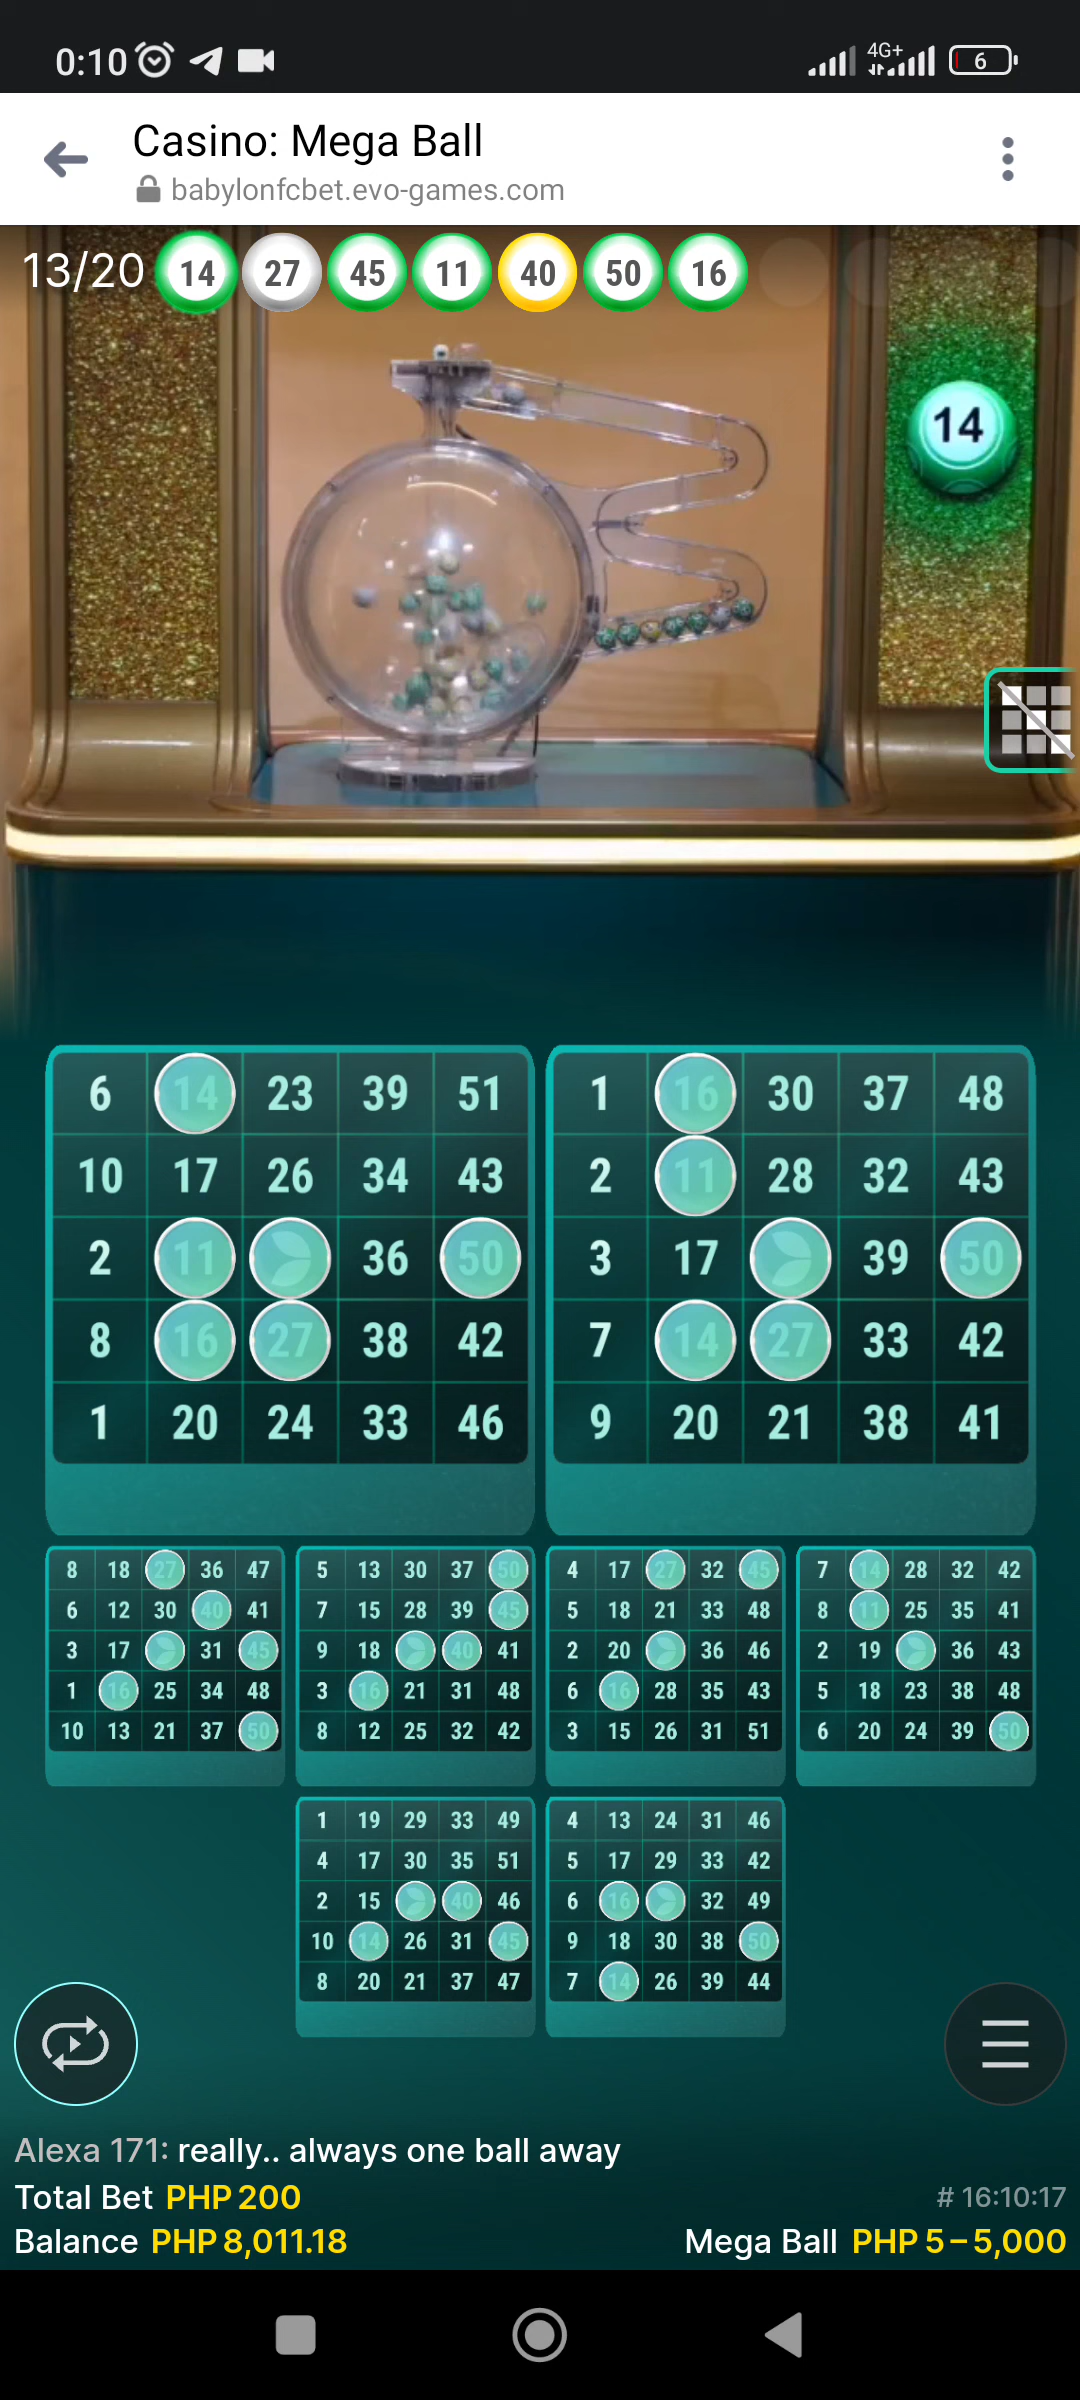 0:10 4G+ 6
Casino: Mega Ball
babylonfcbet.evo-games.com
13/20 14 27 45 11 40 50 16
14
6 14 23 39 51
10 17 26 34 43
2 11 36 50
8 16 27 38 42
1 20 24 33 46
1 16 30 37 48
2 11 28 32 43
3 17 39 50
7 14 27 33 42
9 20 21 38 41
8 18 27 36 47
6 12 30 40 41
3 17 31 45
1 16 25 34 48
10 13 21 37 50
5 13 30 37 50
7 15 28 39 45
9 18 40 41
3 16 21 31 48
8 12 25 32 42
4 17 27 32 45
5 18 21 33 48
2 20 36 46
6 16 28 35 43
3 15 26 31 51
7 14 28 32 42
8 11 25 35 41
2 19 36 43
5 18 23 38 48
6 20 24 39 50
1 19 29 33 49
4 17 30 35 51
2 15 40 46
10 14 26 31 45
8 20 21 37 47
4 13 24 31 46
5 17 29 33 42
6 16 32 49
9 18 30 38 50
7 14 26 39 44
Alexa 171: really.. always one ball away
Total Bet PHP 200
# 16:10:17
Balance PHP 8,011.18
Mega Ball PHP 5–5,000